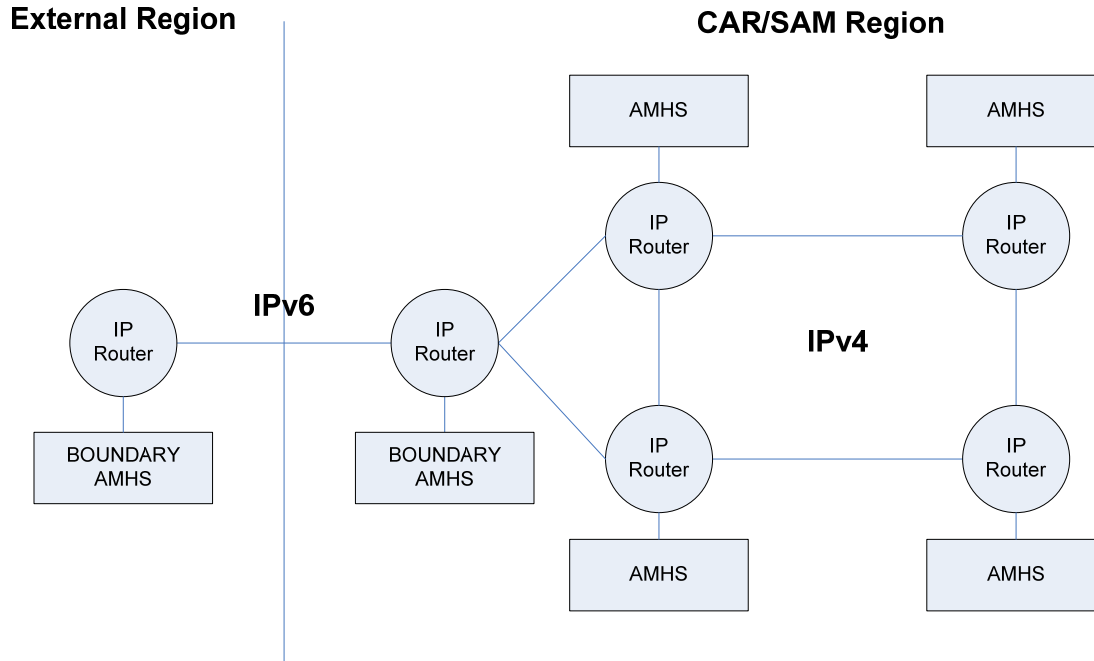 External Region
CAR/SAM Region
AMHS
AMHS
IP
Router
IP
Router
IPv6
IP
Router
IP
Router
IPv4
BOUNDARY
AMHS
BOUNDARY
AMHS
IP
Router
IP
Router
AMHS
AMHS